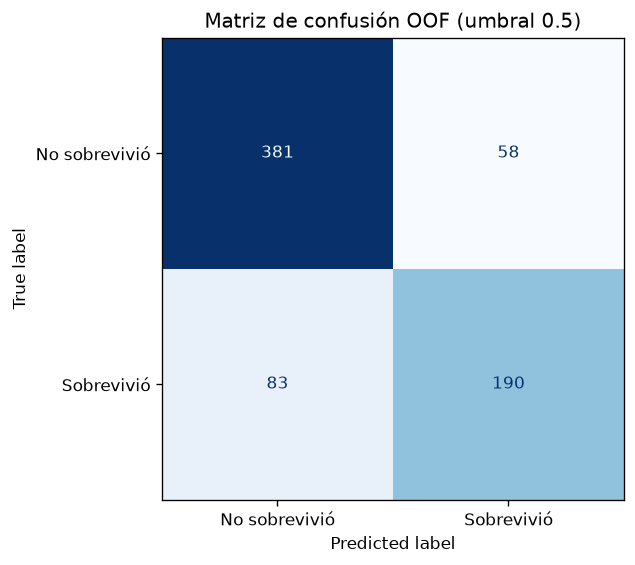 Matriz de confusión OOF (umbral 0.5)
True label
No sobrevivió
381
58
Sobrevivió
83
190
No sobrevivió
Sobrevivió
Predicted label